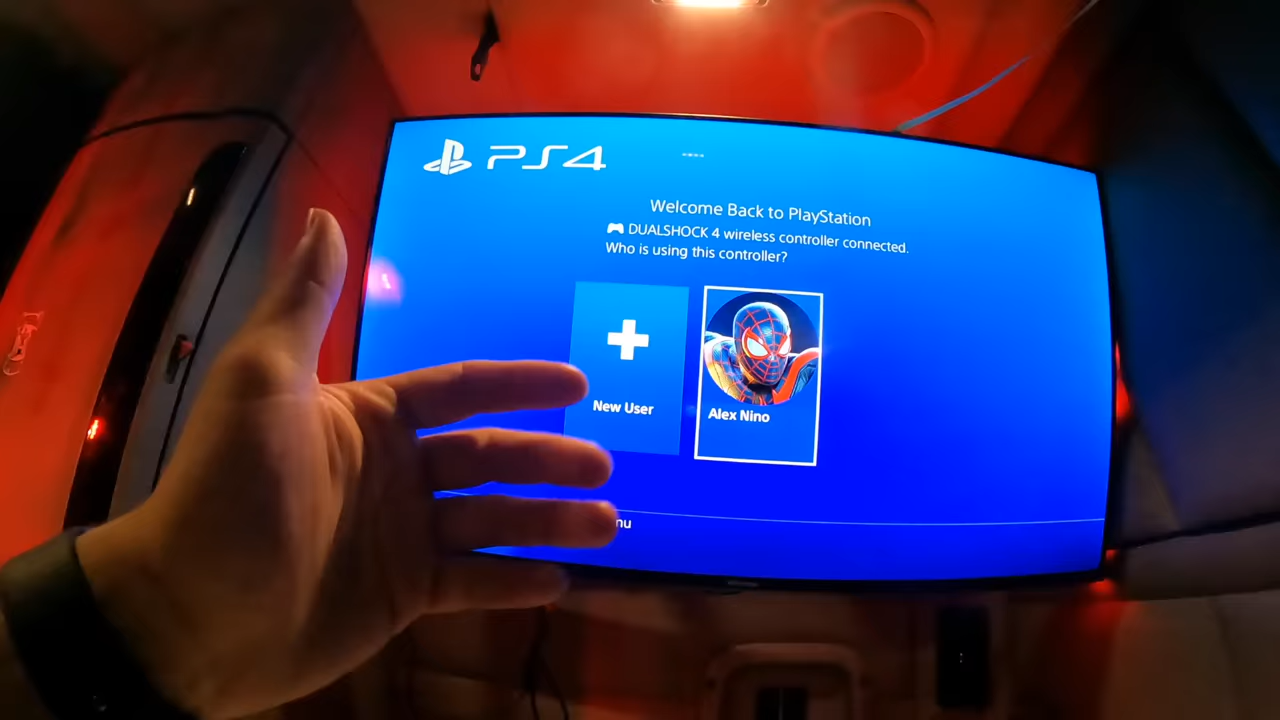 PS4
Welcome Back to PlayStation
DUALSHOCK 4 wireless controller connected.
Who is using this controller?
New User
Alex Nino
nu